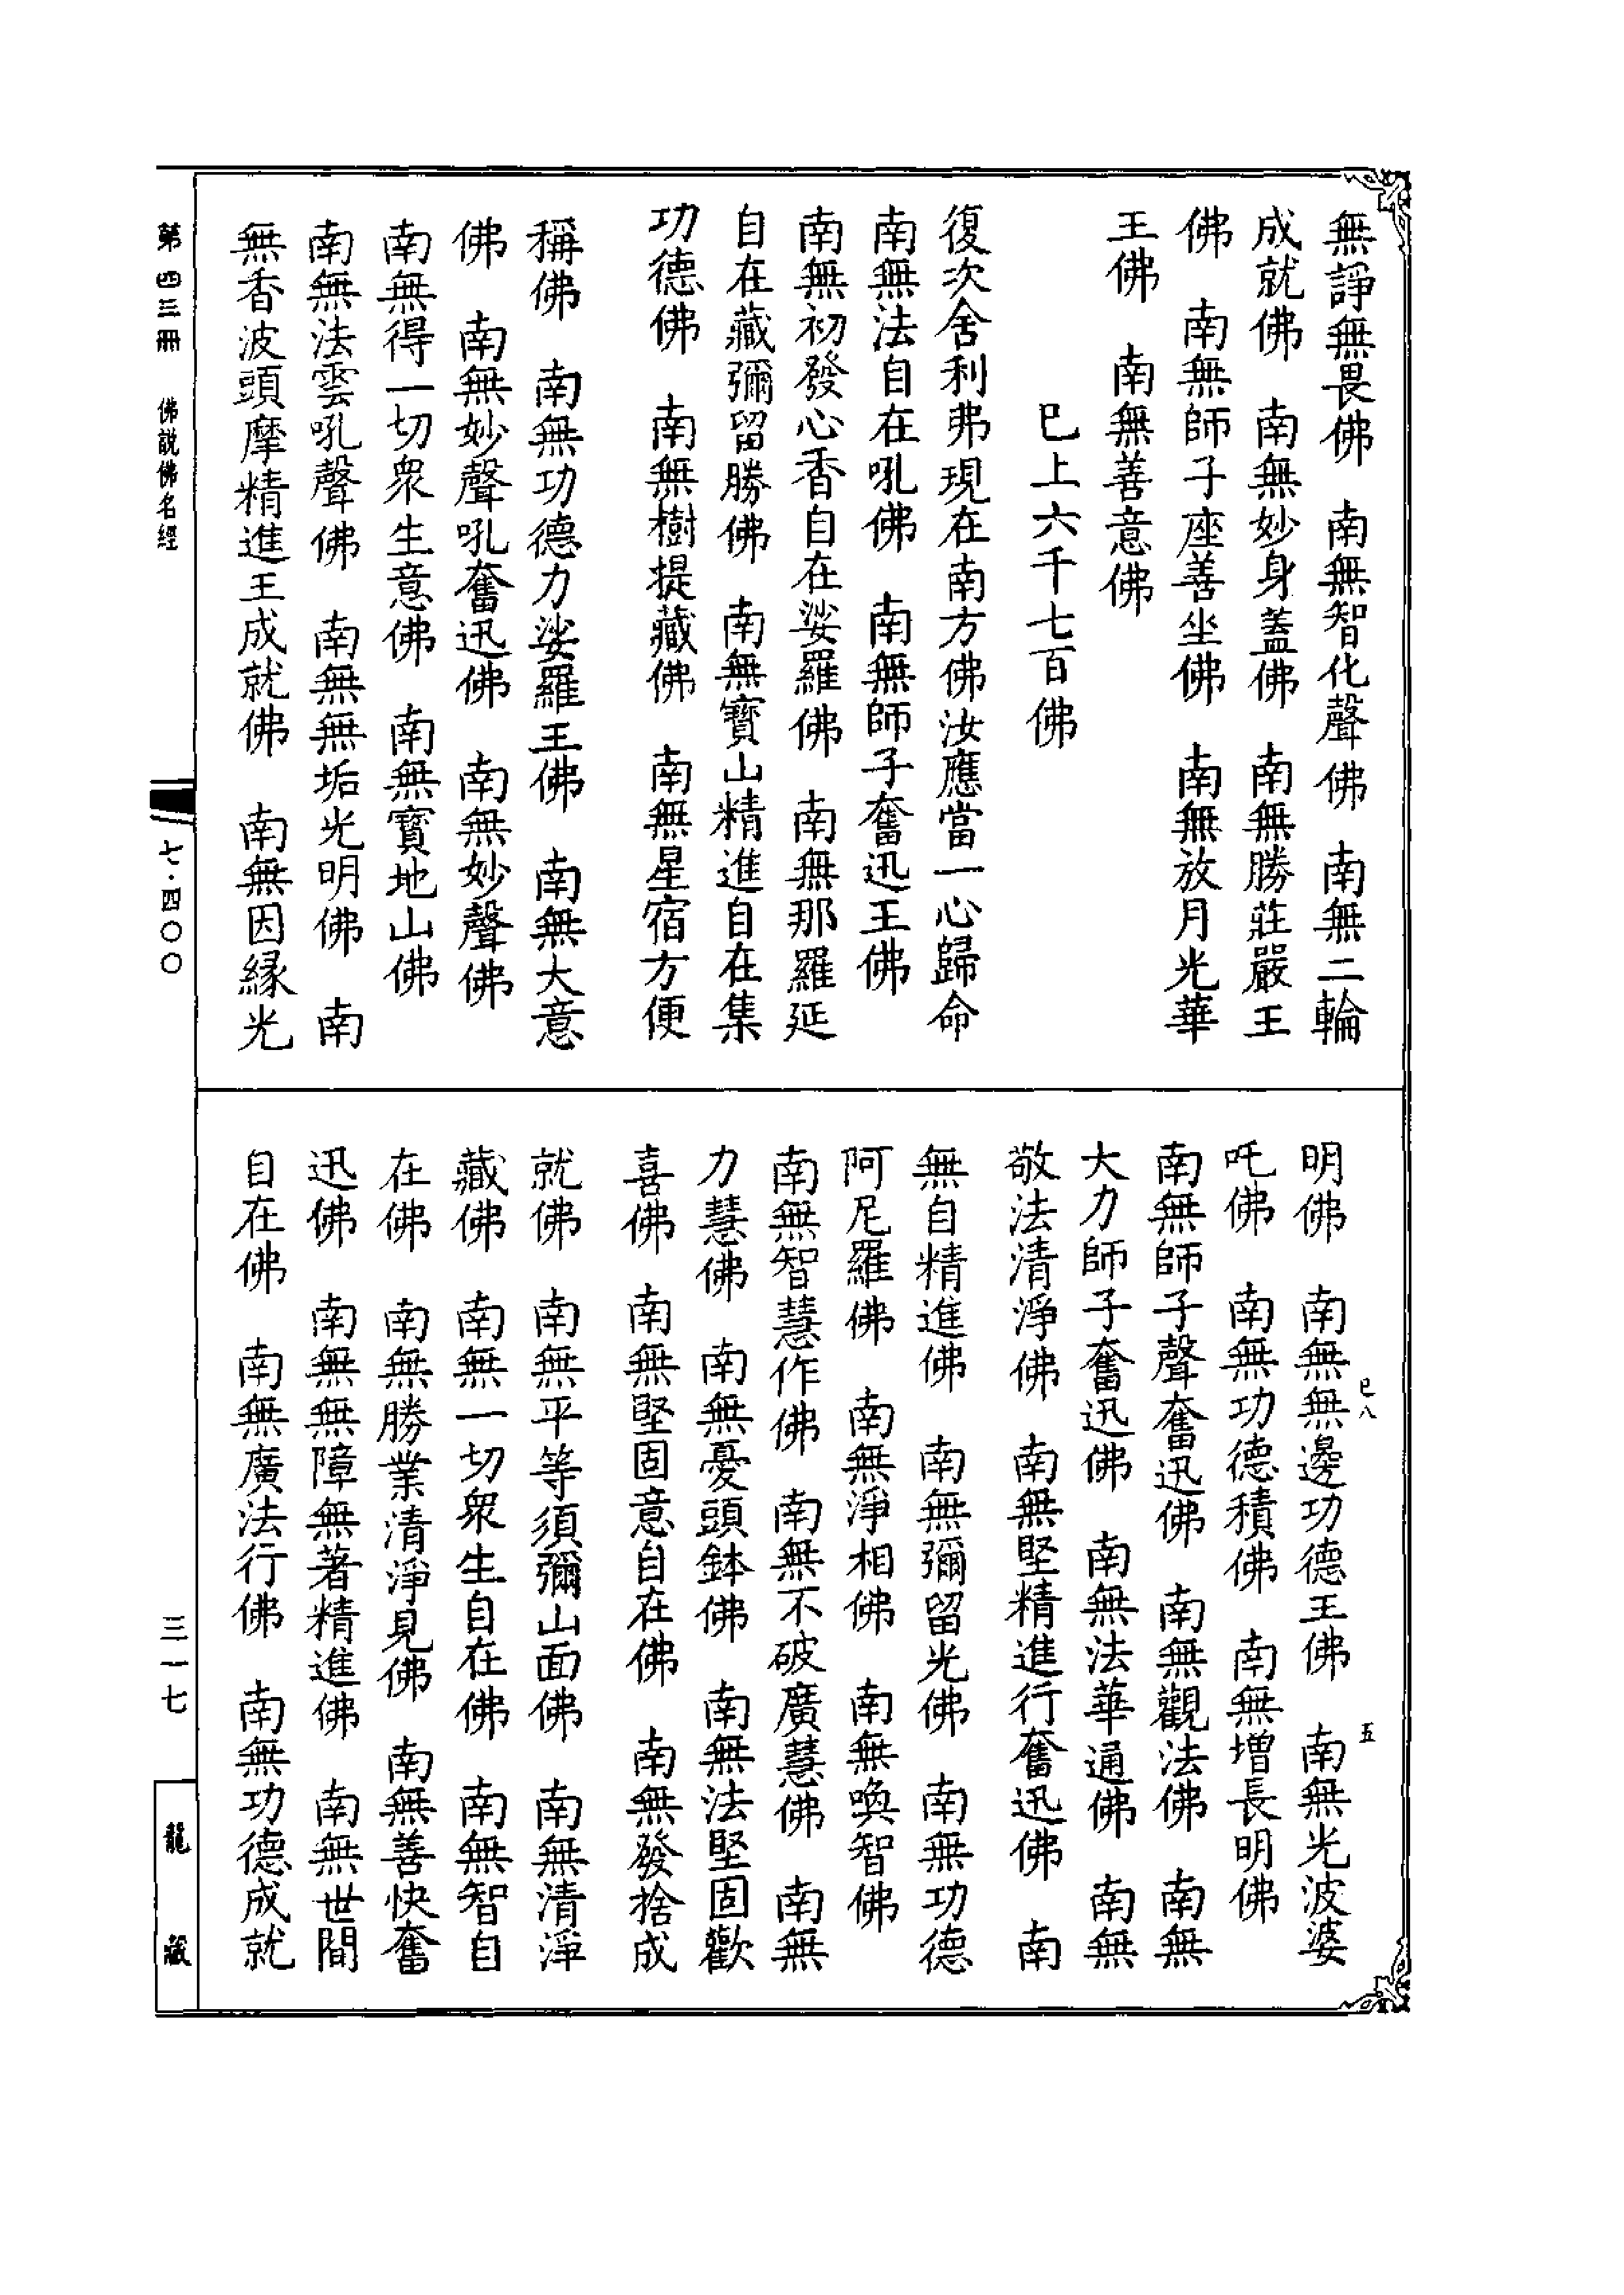 無諍無畏佛　南無智化聲佛　南無二輪
成就佛　南無妙身蓋佛　南無勝莊嚴王
佛　南無師子座善坐佛　南無放月光華
王佛　南無善意佛
已上六千七百佛
復次舍利弗現在南方佛汝應當一心歸命
南無法自在吼佛　南無師子奮迅王佛
南無初發心香自在娑羅佛　南無那羅延
自在藏彌留勝佛　南無寶山精進自在集
功德佛　南無樹提藏佛　南無星宿方便
稱佛　南無功德力娑羅王佛　南無大意
佛　南無妙聲吼奮迅佛　南無妙聲佛
南無得一切眾生意佛　南無寶地山佛
南無法雲吼聲佛　南無無垢光明佛　南
無香波頭摩精進王成就佛　南無因緣光
明佛　南無無邊功德王佛　南無光波婆
吒佛　南無功德積佛　南無增長明佛
南無師子聲奮迅佛　南無觀法佛　南無
大力師子奮迅佛　南無法華通佛　南無
敬法清淨佛　南無堅精進行奮迅佛　南
無自精進佛　南無彌留光佛　南無功德
阿尼羅佛　南無淨相佛　南無喚智佛
南無智慧作佛　南無不破廣慧佛　南無
力慧佛　南無憂頭鉢佛　南無法堅固歡
喜佛　南無堅固意自在佛　南無發捨成
就佛　南無平等須彌山面佛　南無清淨
藏佛　南無一切眾生自在佛　南無智自
在佛　南無勝業清淨見佛　南無善快奮
迅佛　南無無障無著精進佛　南無世間
自在佛　南無廣法行佛　南無功德成就
巳八
五
第四三冊　佛說佛名經
七·四〇〇
三一七
龍藏